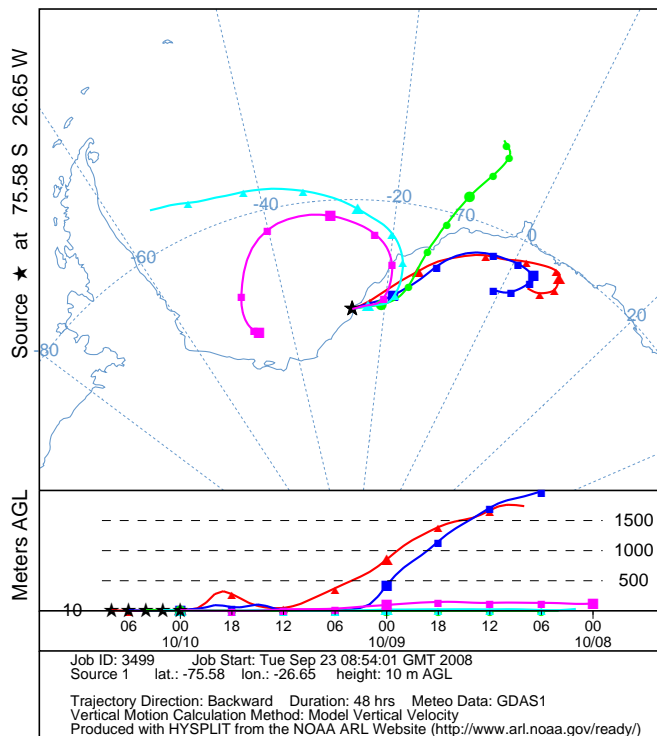 Source ★ at 75.58 S 26.65 W
-20
-40
-70
0
-60
20
-80
Meters AGL
1500
1000
500
10
06 00 18 12 06 00 18 12 06 00
10/10 10/09 10/08
Job ID: 3499 Job Start: Tue Sep 23 08:54:01 GMT 2008
Source 1 lat.: -75.58 lon.: -26.65 height: 10 m AGL
Trajectory Direction: Backward Duration: 48 hrs Meteo Data: GDAS1
Vertical Motion Calculation Method: Model Vertical Velocity
Produced with HYSPLIT from the NOAA ARL Website (http://www.arl.noaa.gov/ready/)